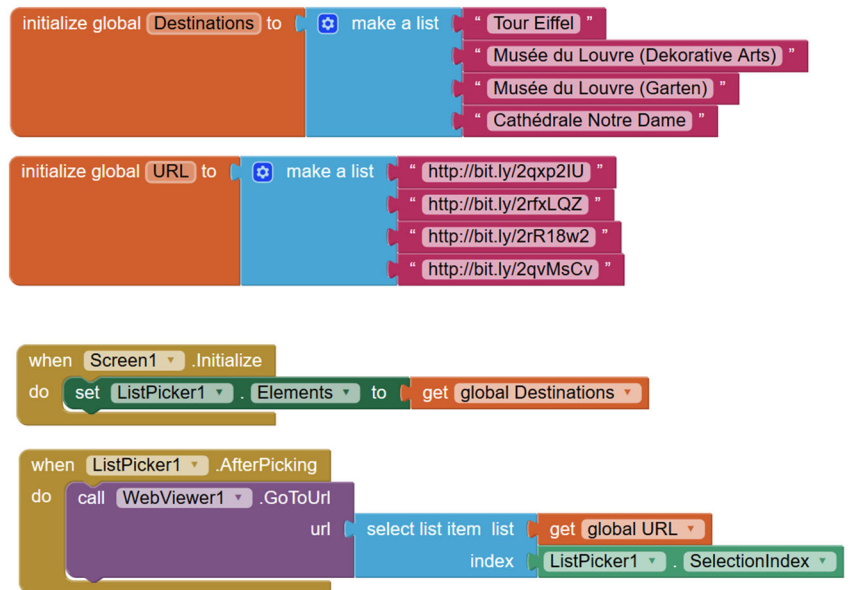 initialize global Destinations to make a list " Tour Eiffel "
" Musée du Louvre (Dekorative Arts) "
" Musée du Louvre (Garten) "
" Cathédrale Notre Dame "
initialize global URL to make a list " http://bit.ly/2qxp2IU "
" http://bit.ly/2rfxLQZ "
" http://bit.ly/2rR18w2 "
" http://bit.ly/2qvMsCv "
when Screen1 .Initialize
do set ListPicker1 . Elements to get global Destinations
when ListPicker1 .AfterPicking
do call WebViewer1 .GoToUrl
url select list item list get global URL
index ListPicker1 . SelectionIndex